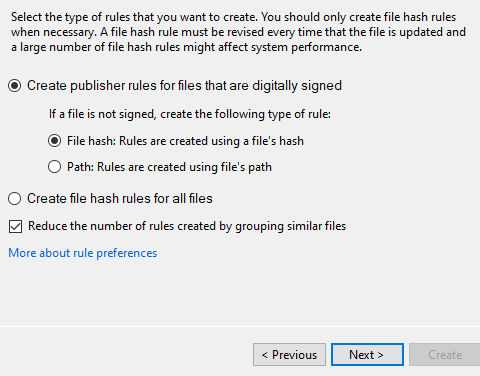 Select the type of rules that you want to create. You should only create file hash rules
when necessary. A file hash rule must be revised every time that the file is updated and
a large number of file hash rules might affect system performance.
Create publisher rules for files that are digitally signed
If a file is not signed, create the following type of rule:
File hash: Rules are created using a file's hash
Path: Rules are created using file's path
Create file hash rules for all files
Reduce the number of rules created by grouping similar files
More about rule preferences
< Previous
Next >
Create